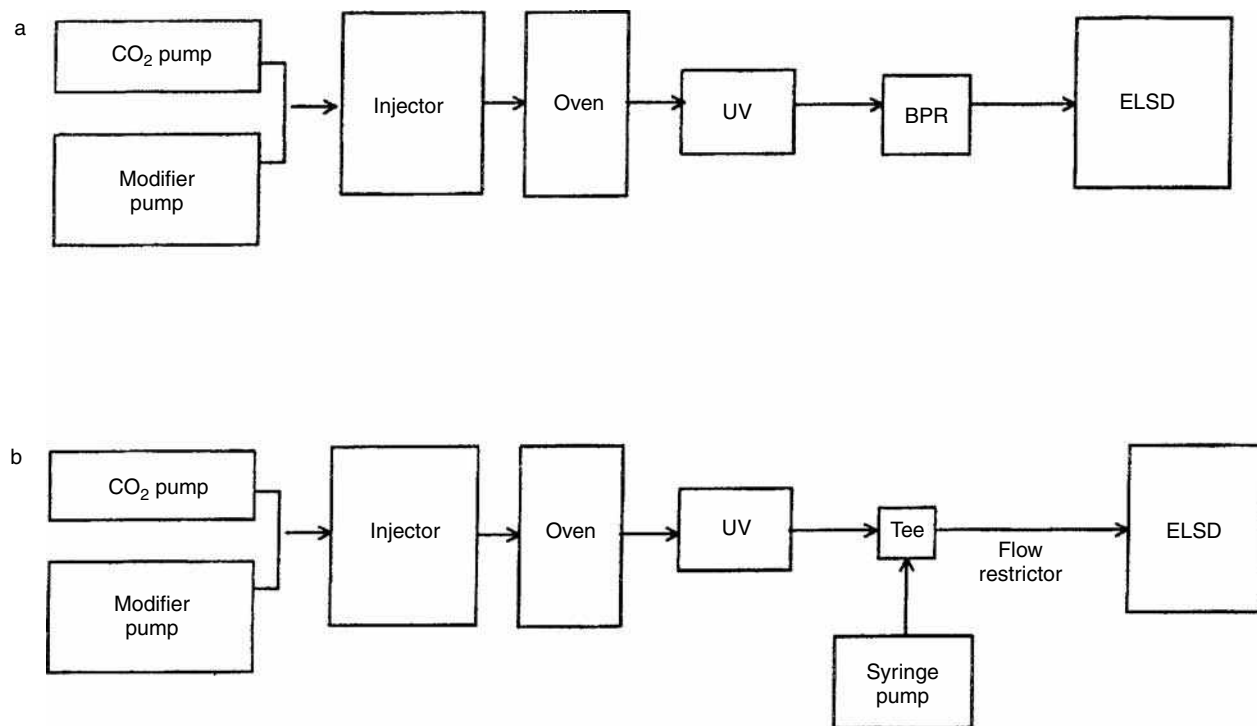 a
CO₂ pump
Modifier
pump
Injector
Oven
UV
BPR
ELSD
b
CO₂ pump
Modifier
pump
Injector
Oven
UV
Tee
Flow
restrictor
ELSD
Syringe
pump